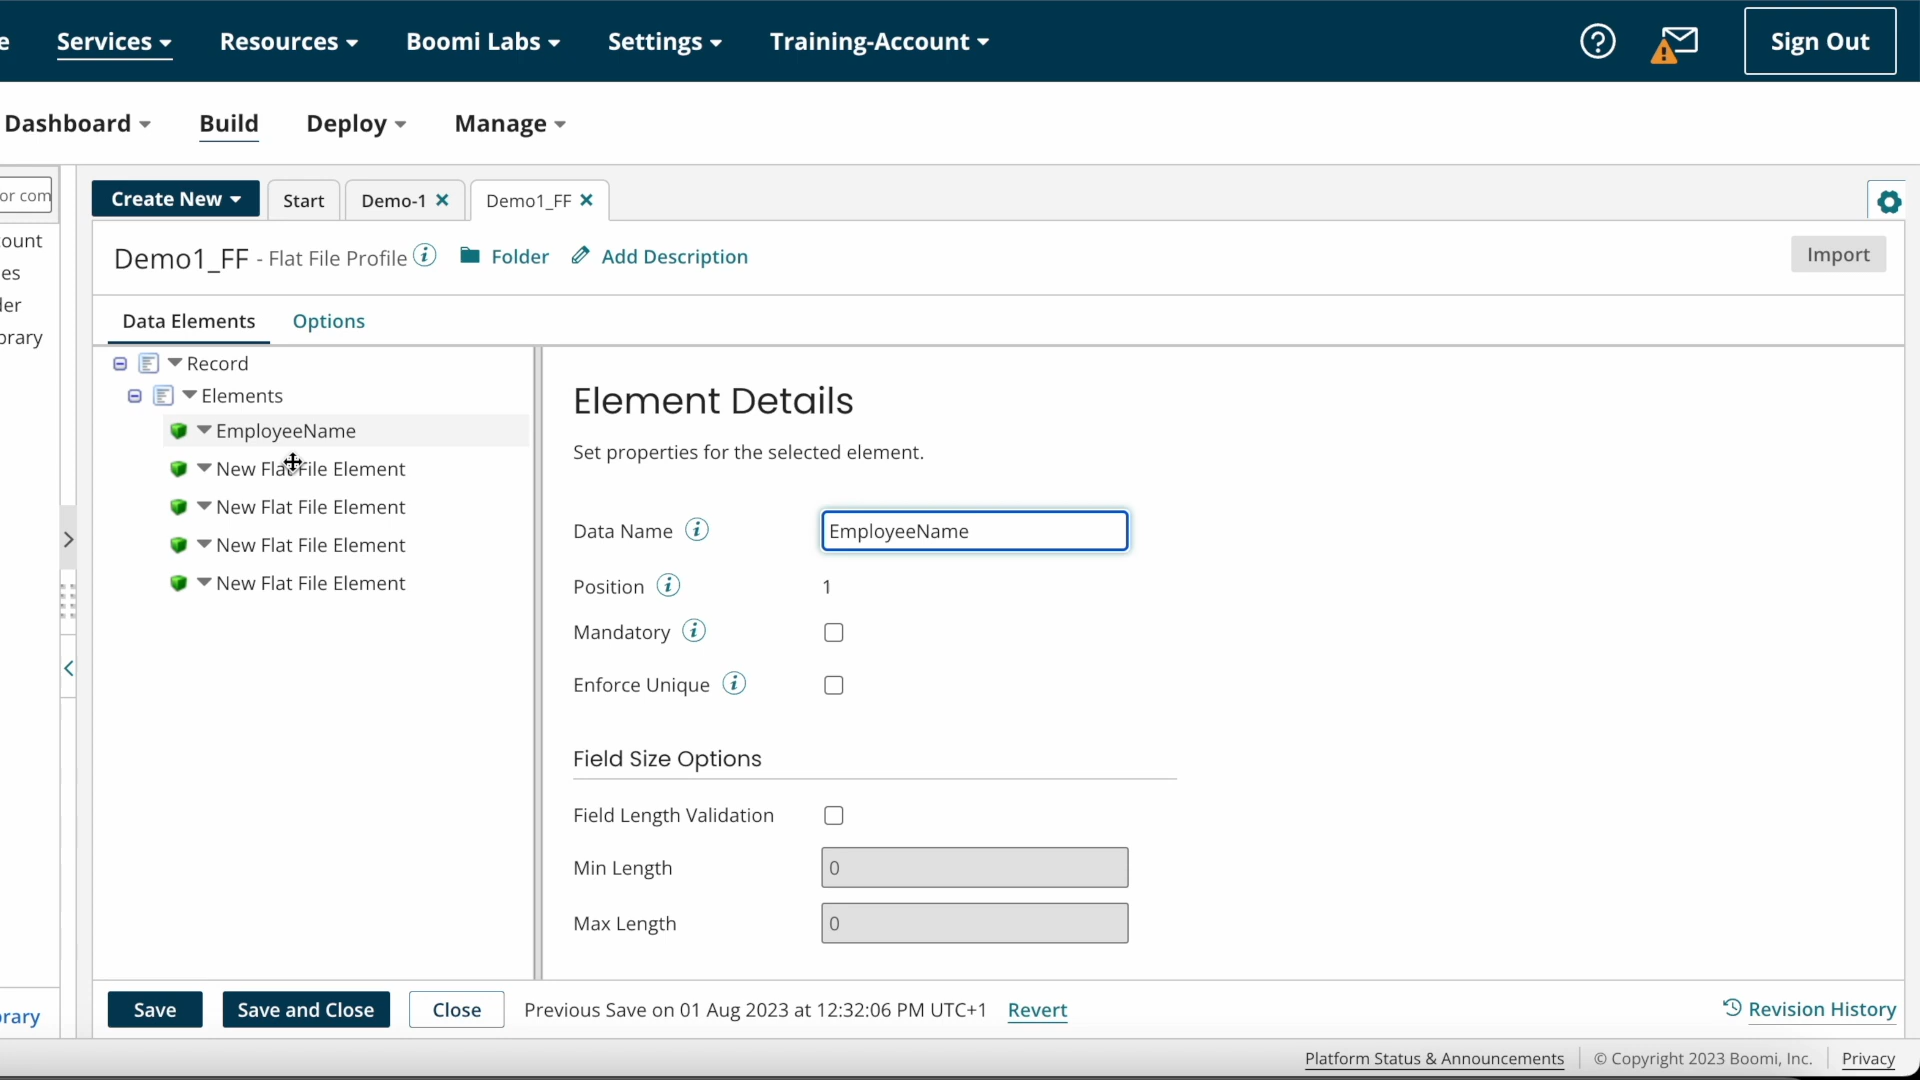 e Services Resources Boomi Labs Settings Training-Account Sign Out
Dashboard Build Deploy Manage
or com Create New Start Demo-1 Demo1_FF
ount
es
ler
brary
Demo1_FF - Flat File Profile Folder Add Description Import
Data Elements Options
Record
Elements
EmployeeName
New Flat File Element
New Flat File Element
New Flat File Element
New Flat File Element
Element Details
Set properties for the selected element.
Data Name EmployeeName
Position 1
Mandatory
Enforce Unique
Field Size Options
Field Length Validation
Min Length 0
Max Length 0
rary Save Save and Close Close Previous Save on 01 Aug 2023 at 12:32:06 PM UTC+1 Revert Revision History
Platform Status & Announcements © Copyright 2023 Boomi, Inc. Privacy